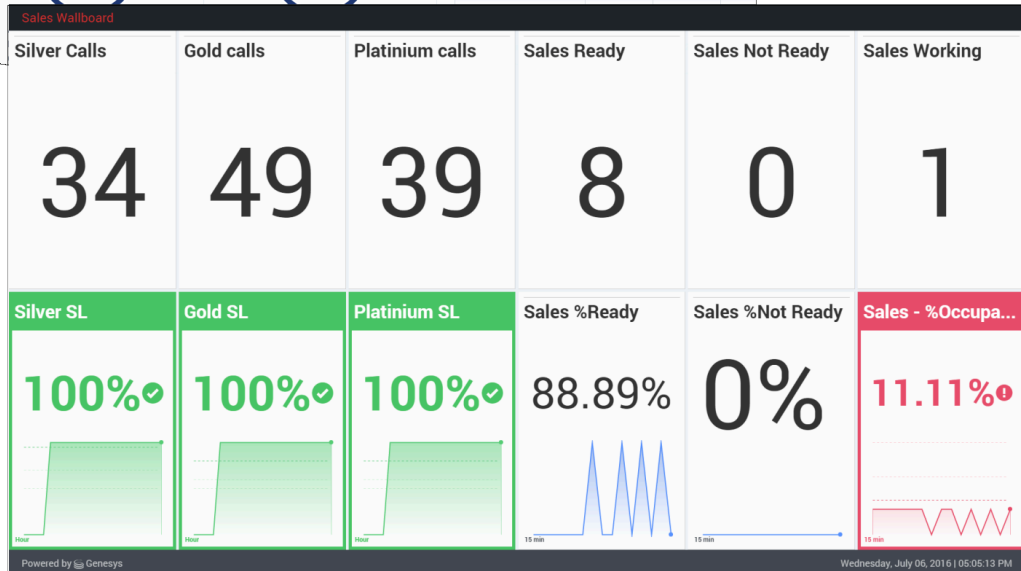 Sales Wallboard
Silver Calls
Gold calls
Platinium calls
Sales Ready
Sales Not Ready
Sales Working
34
49
39
8
0
1
Silver SL
Gold SL
Platinium SL
Sales %Ready
Sales %Not Ready
Sales - %Occupa...
100%
100%
100%
88.89%
0%
11.11%
Hour
Hour
Hour
15 min
15 min
15 min
Powered by Genesys
Wednesday, July 06, 2016 | 05:05:13 PM